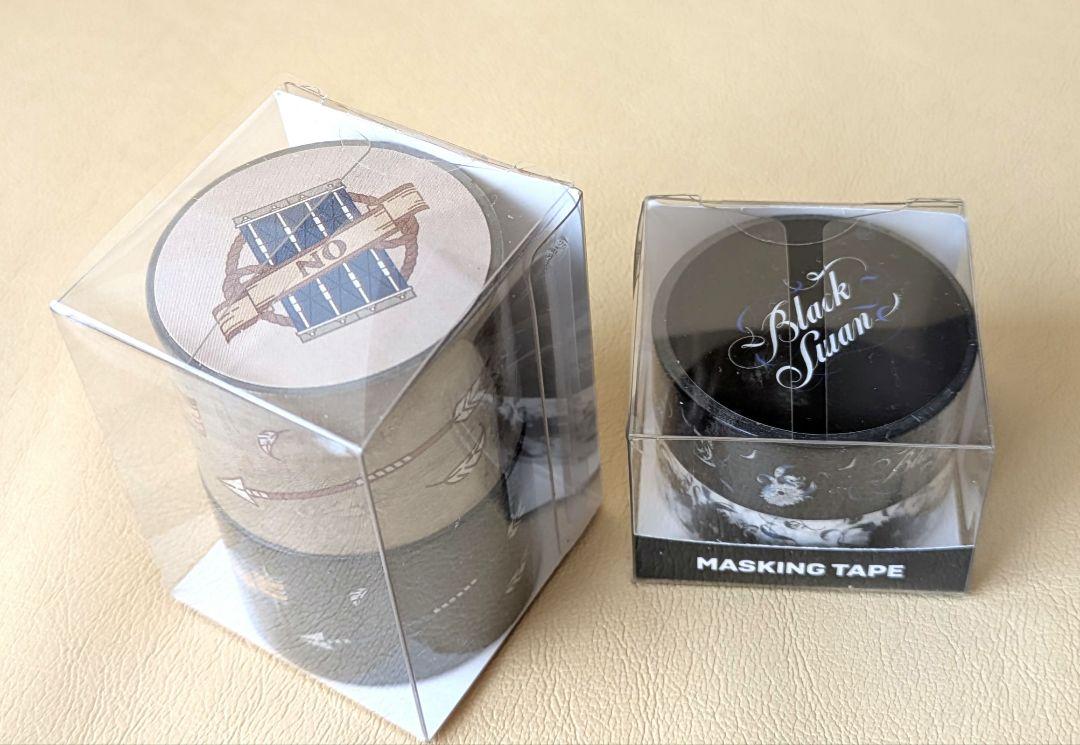 NO
Black
Swan
MASKING TAPE